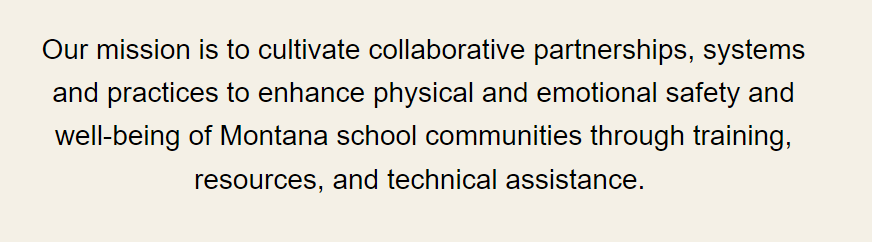 Our mission is to cultivate collaborative partnerships, systems
and practices to enhance physical and emotional safety and
well-being of Montana school communities through training,
resources, and technical assistance.